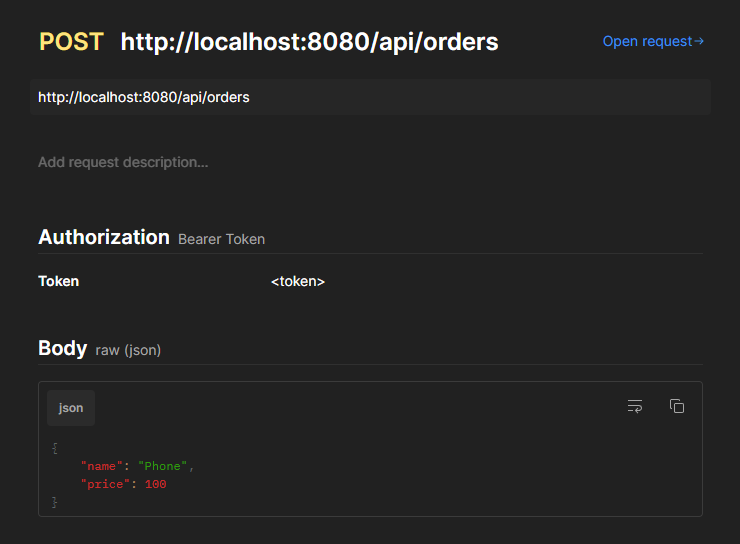 POST http://localhost:8080/api/orders Open request→
http://localhost:8080/api/orders
Add request description...
Authorization Bearer Token
Token <token>
Body raw (json)
json
{
    "name": "Phone",
    "price": 100
}